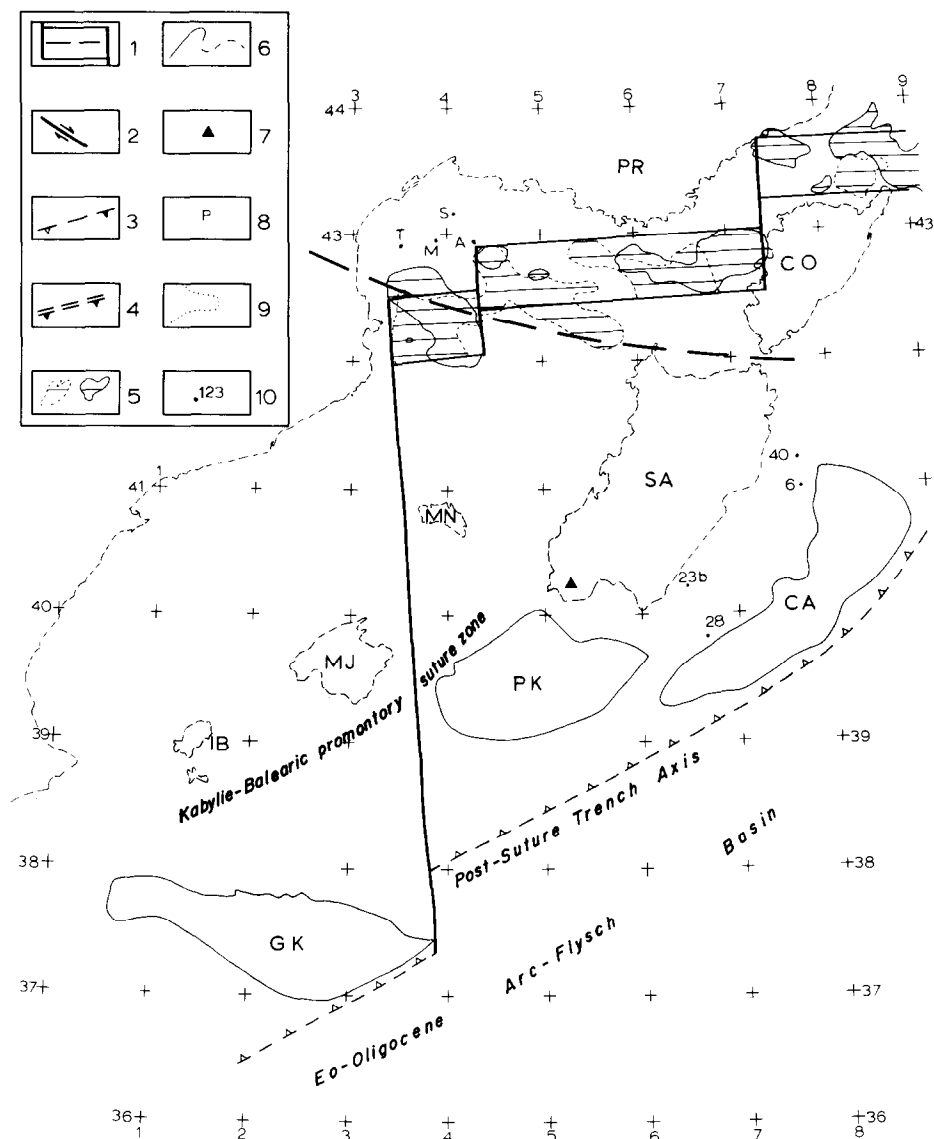 1 6
2 7
3 P 8
4 9
5 .123 10
3 4 5 6 7 8 9
44
PR
S
43 T M A 43
CO
1
41
40
6
SA
MN
23b
40
28
CA
MJ
PK
IB
39 39
Kabylie-Balearic promontory suture zone
Post-Suture Trench Axis
Basin
38 38
GK
Arc-Flysch
37 37
Eo-Oligocene
36 36
1 2 3 4 5 6 7 8